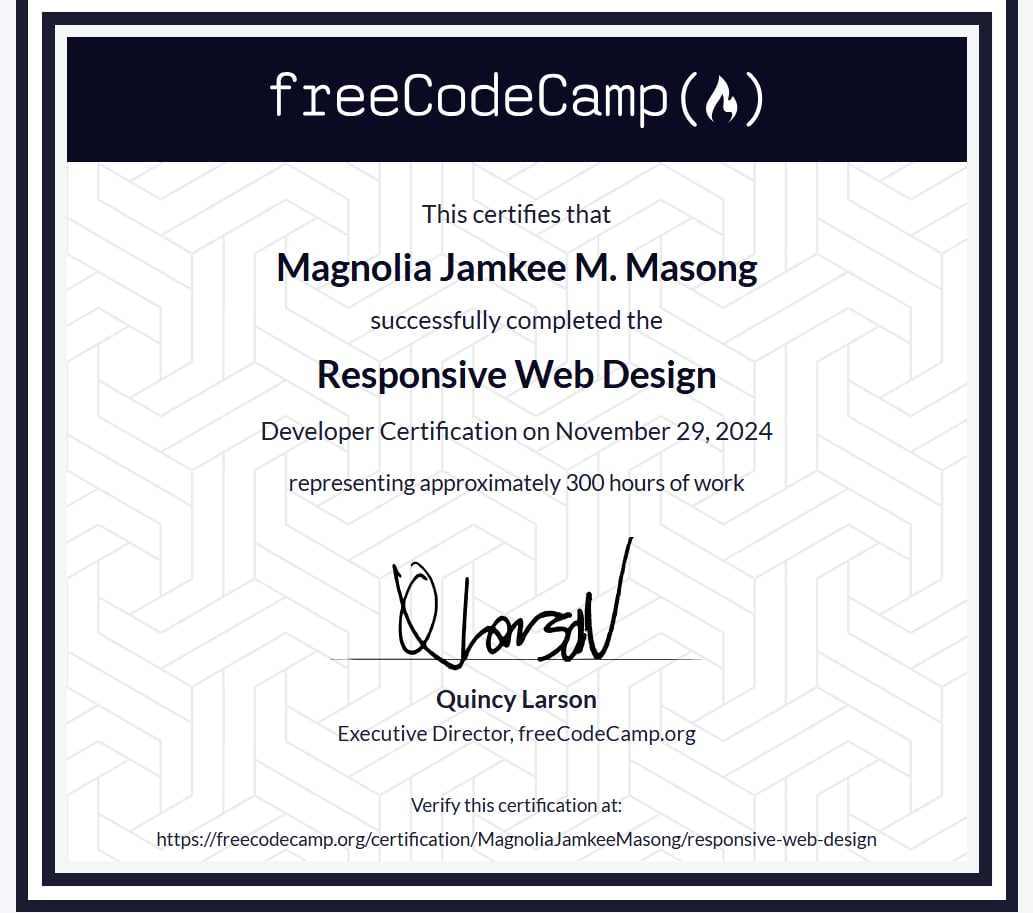 freeCodeCamp(🔥)
This certifies that
Magnolia Jamkee M. Masong
successfully completed the
Responsive Web Design
Developer Certification on November 29, 2024
representing approximately 300 hours of work
Q Larson
Quincy Larson
Executive Director, freeCodeCamp.org
Verify this certification at:
https://freecodecamp.org/certification/MagnoliaJamkeeMasong/responsive-web-design